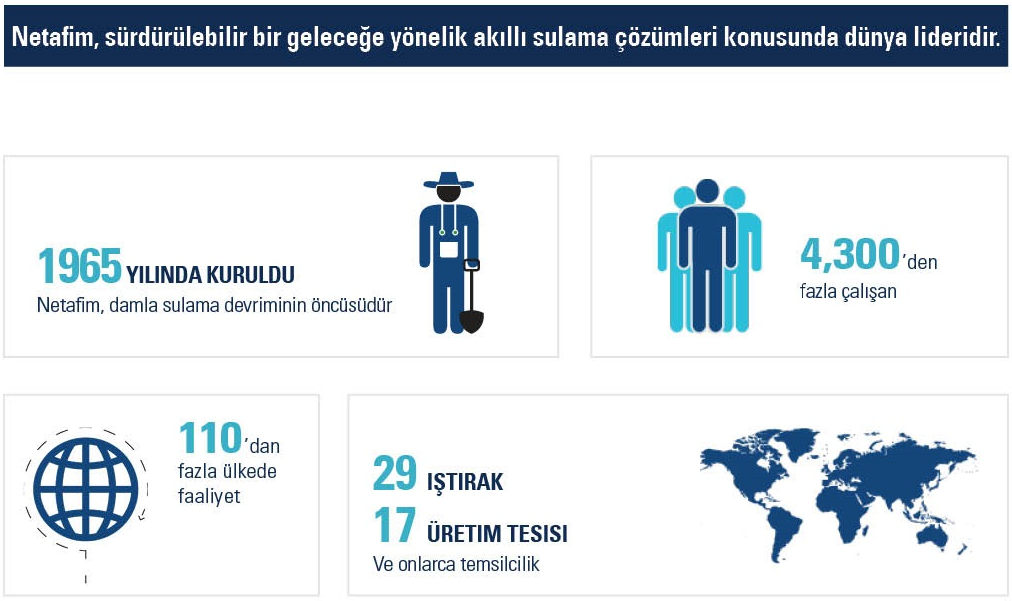 Netafim, sürdürülebilir bir geleceğe yönelik akıllı sulama çözümleri konusunda dünya lideridir.
1965 YILINDA KURULDU
Netafim, damla sulama devriminin öncüsüdür
4,300'den
fazla çalışan
110'dan
fazla ülkede
faaliyet
29 IŞTIRAK
17 ÜRETIM TESISI
Ve onlarca temsilcilik